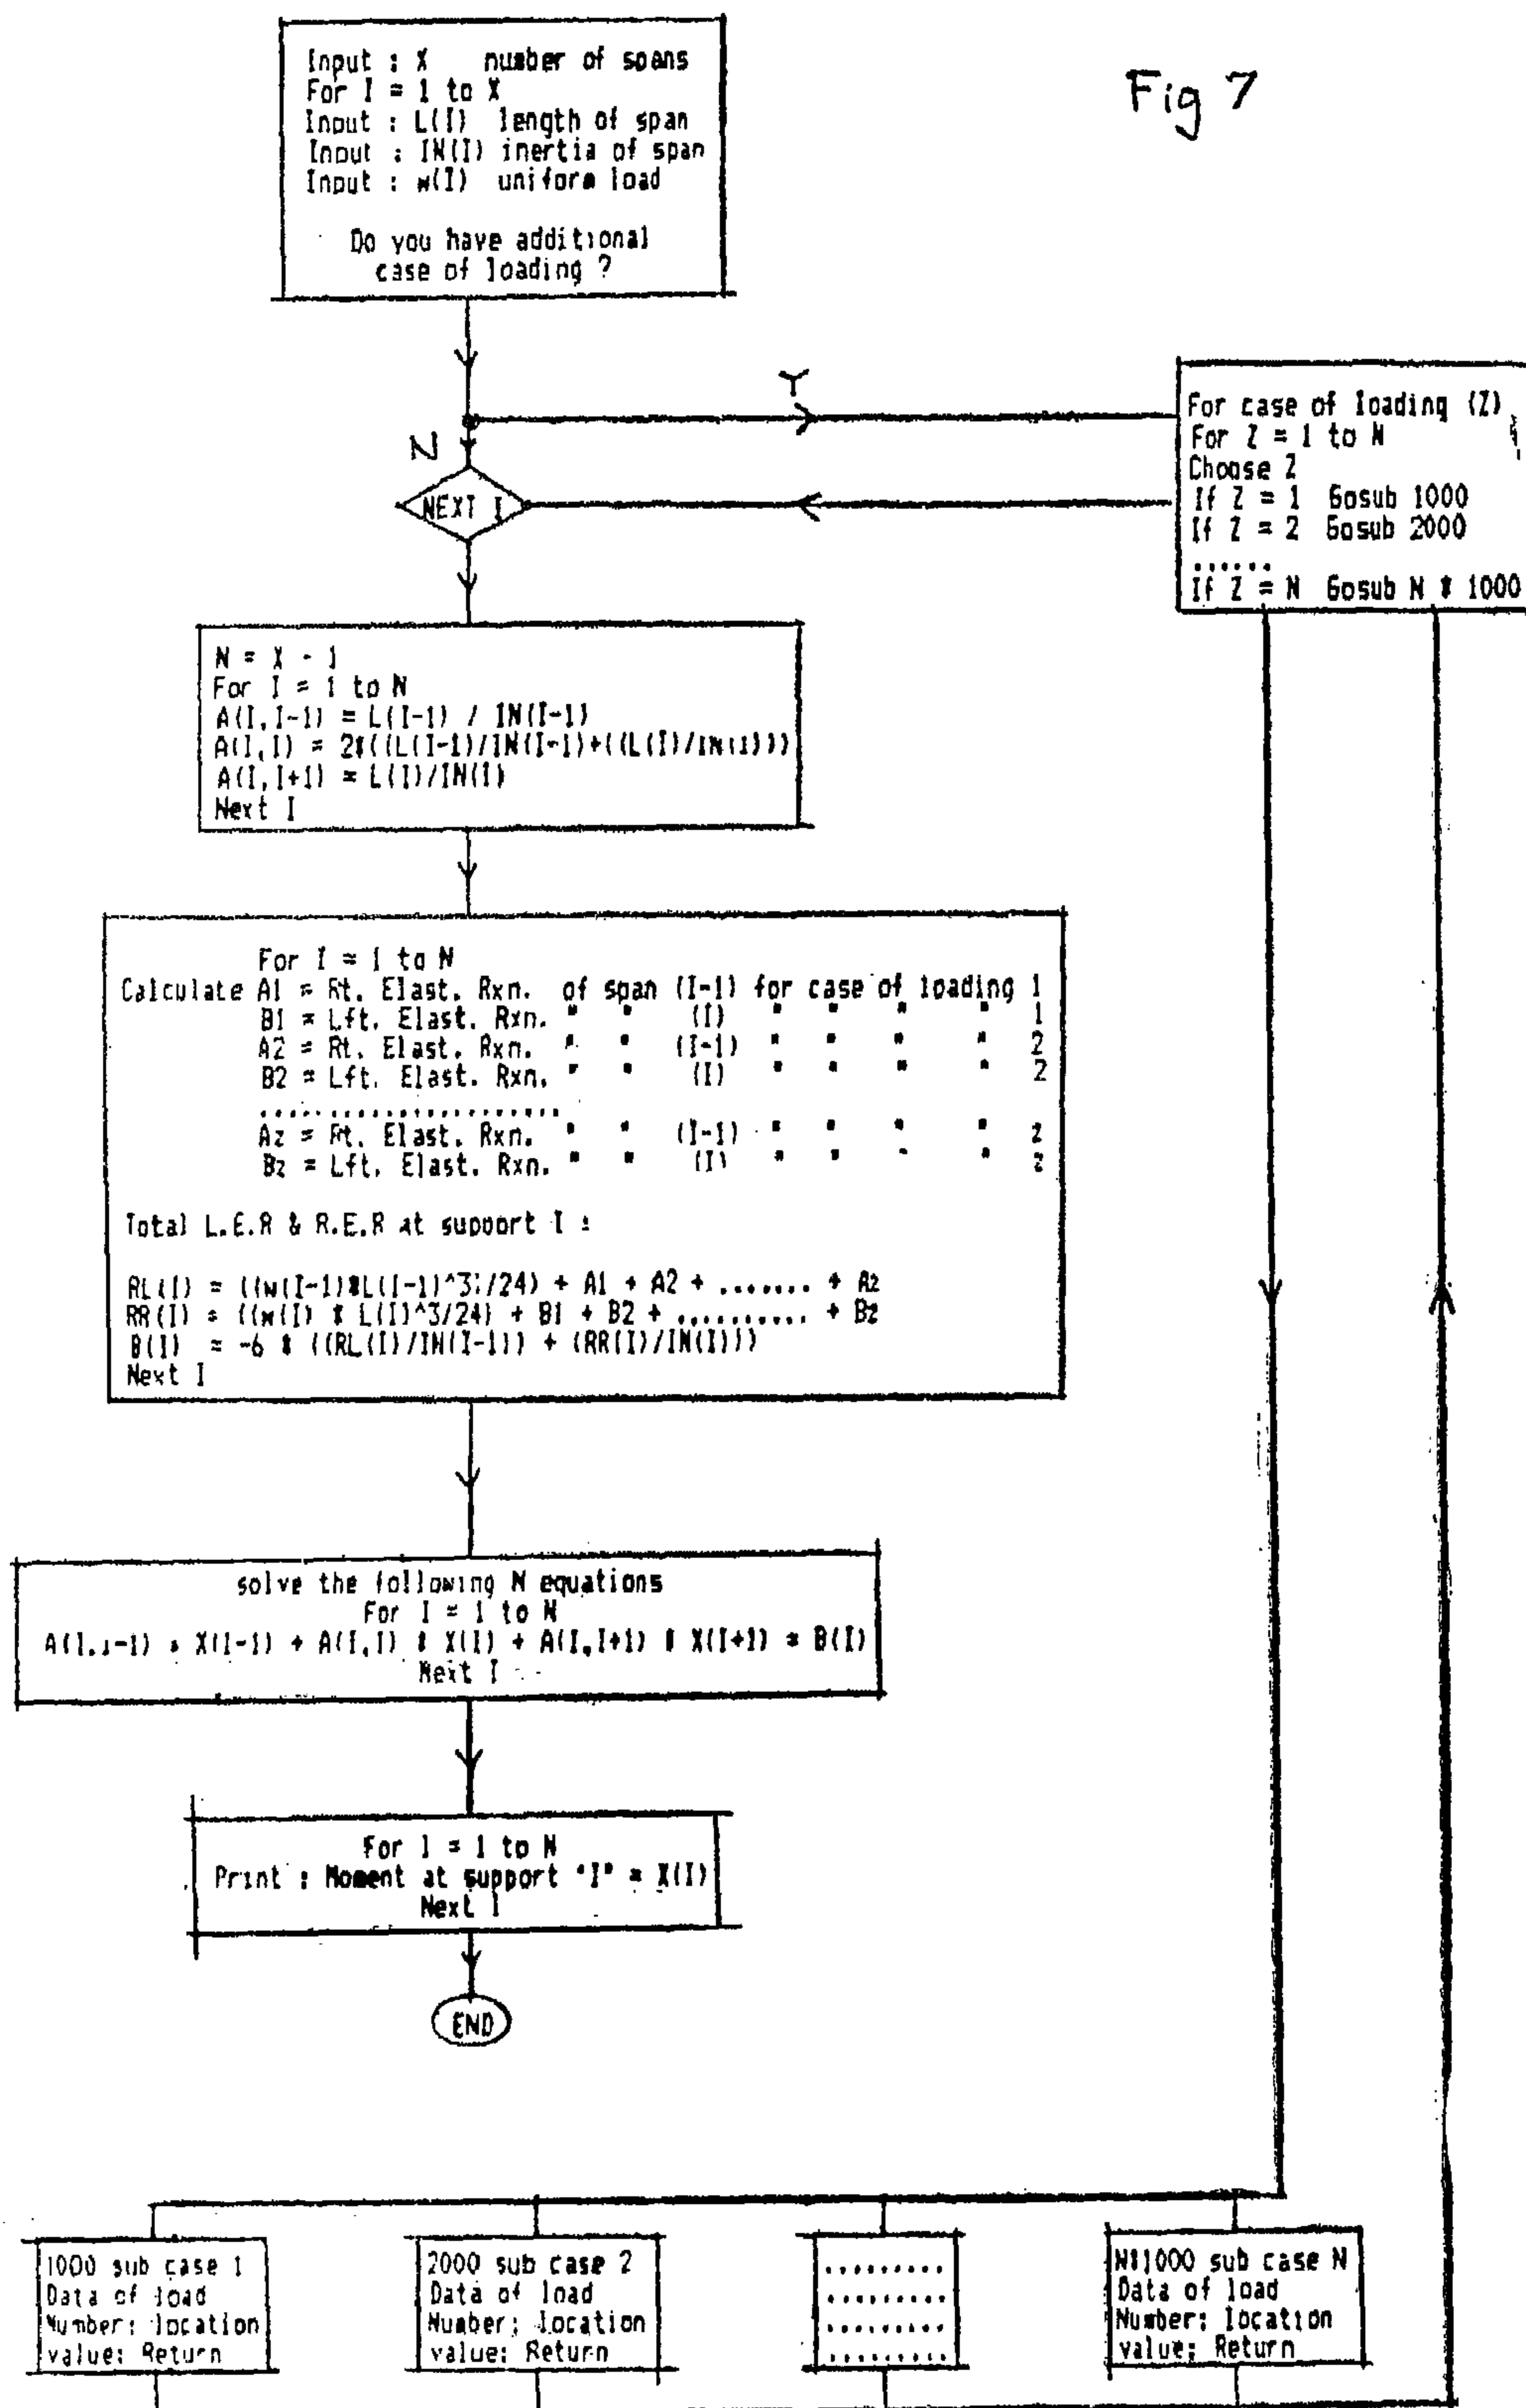 Fig 7
Input : X number of spans
For I = 1 to X
Input : L(I) length of span
Input : IN(I) inertia of span
Input : w(I) uniform load
Do you have additional
case of loading ?
Y
N
NEXT I
For case of loading (Z)
For Z = 1 to N
Choose Z
If Z = 1 Gosub 1000
If Z = 2 Gosub 2000
......
If Z = N Gosub N * 1000
N = X - 1
For I = 1 to N
A(I,I-1) = L(I-1) / IN(I-1)
A(I,I) = 2*((L(I-1)/IN(I-1)+((L(I)/IN(I)))
A(I,I+1) = L(I)/IN(I)
Next I
For I = 1 to N
Calculate A1 = Rt. Elast. Rxn. of span (I-1) for case of loading 1
B1 = Lft. Elast. Rxn. " " (I) " " " " 1
A2 = Rt. Elast. Rxn. " " (I-1) " " " " 2
B2 = Lft. Elast. Rxn. " " (I) " " " " 2
......................
Az = Rt. Elast. Rxn. " " (I-1) " " " " z
Bz = Lft. Elast. Rxn. " " (I) " " " " z
Total L.E.R & R.E.R at support I :
RL(I) = ((w(I-1)*L(I-1)^3)/24) + A1 + A2 + ....... + Az
RR(I) = ((w(I) * L(I)^3/24) + B1 + B2 + .......... + Bz
B(I) = -6 * ((RL(I)/IN(I-1)) + (RR(I)/IN(I)))
Next I
solve the following N equations
For I = 1 to N
A(I,I-1) * X(I-1) + A(I,I) * X(I) + A(I,I+1) * X(I+1) = B(I)
Next I
For I = 1 to N
Print : Moment at support "I" = X(I)
Next I
END
1000 sub case 1
Data of load
Number: location
value: Return
2000 sub case 2
Data of load
Number: location
value: Return
.........
.........
.........
.........
N*1000 sub case N
Data of load
Number: location
value: Return